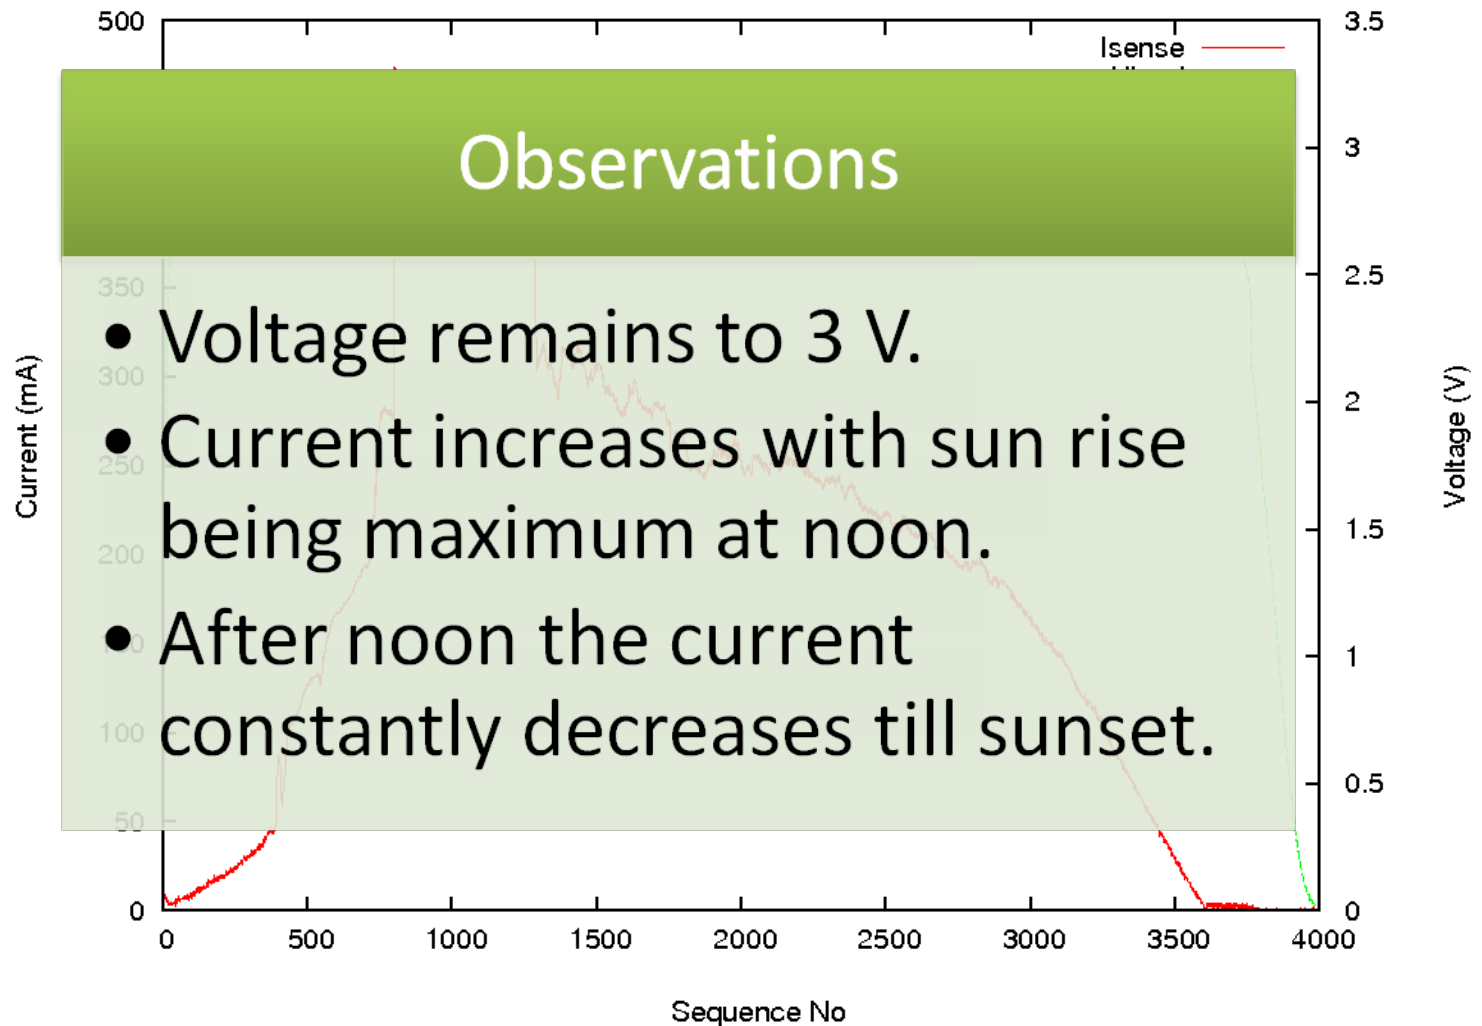 500
3.5
Isense
Observations
3
350
2.5
• Voltage remains to 3 V.
300
2
• Current increases with sun rise
250
being maximum at noon.
200
1.5
• After noon the current
1
constantly decreases till sunset.
100
0.5
50
0
0
0 500 1000 1500 2000 2500 3000 3500 4000
Current (mA)
Voltage (V)
Sequence No